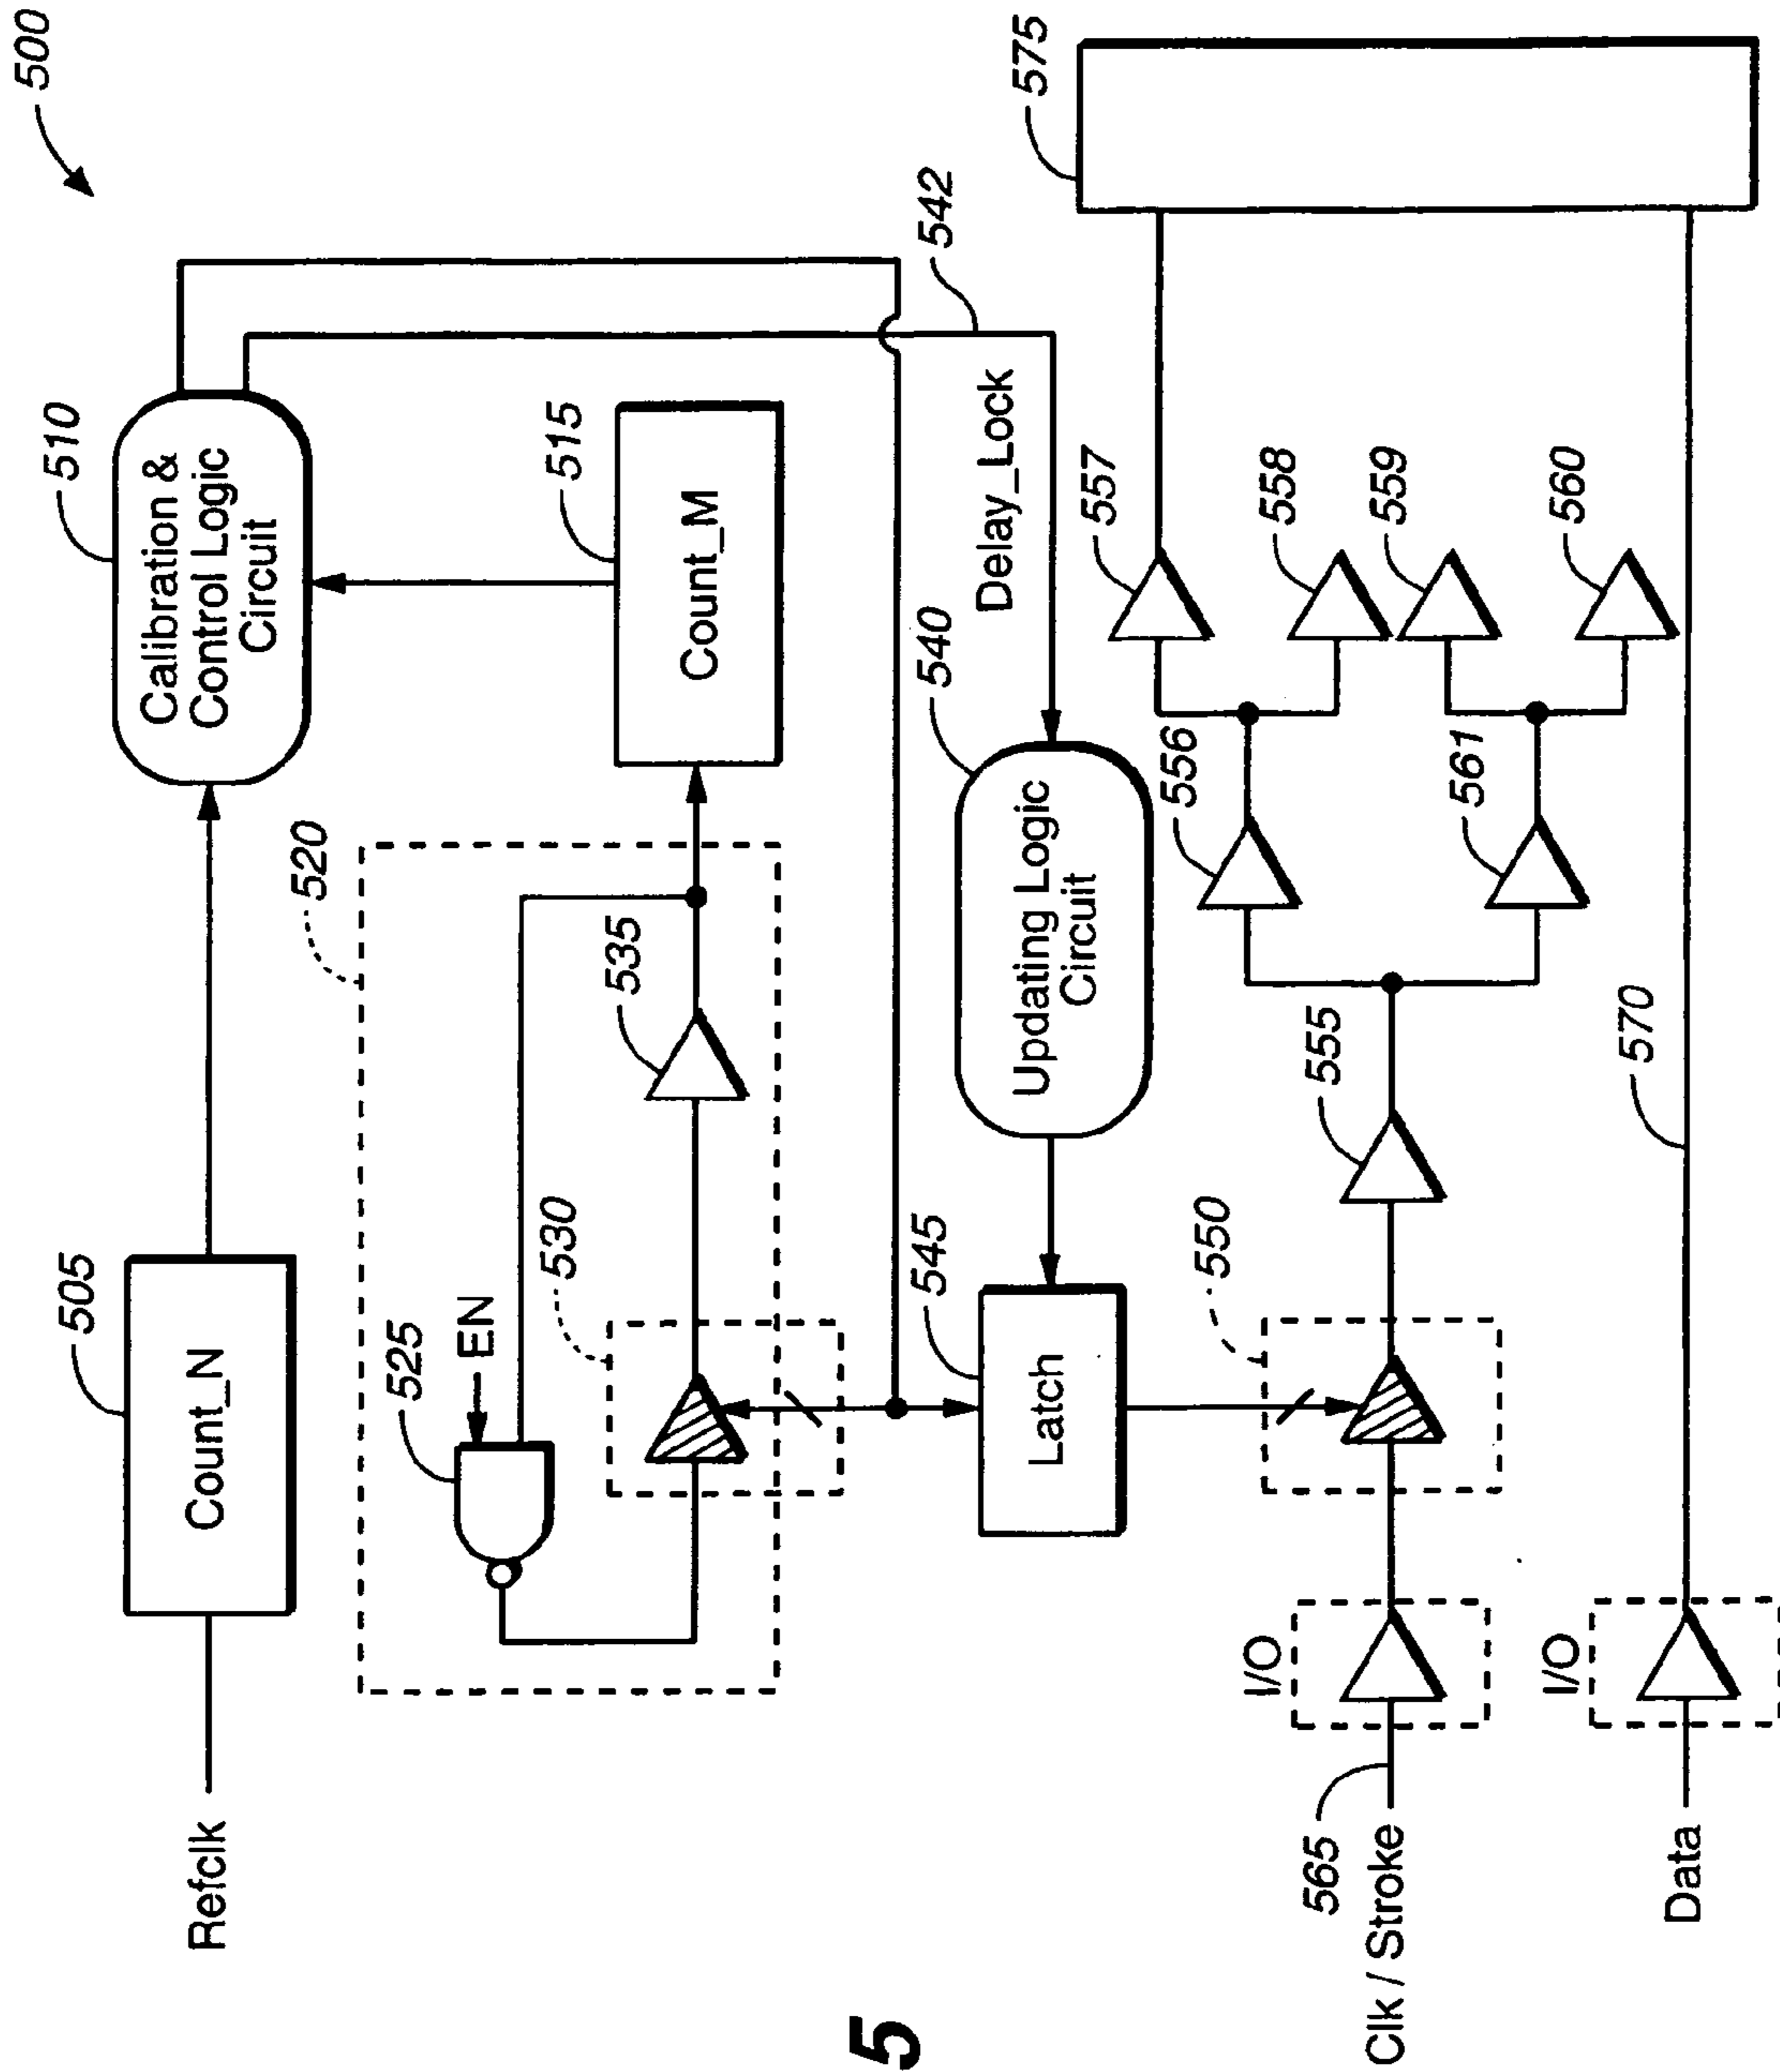 500
505
Refclk
Count_N
510
Calibration &
Control Logic
Circuit
520
525
EN
530
535
515
Count_M
542
Delay_Lock
540
Updating Logic
Circuit
545
Latch
550
555
556
557
558
559
560
561
575
I/O
565
Clk / Stroke
I/O
Data
570
5